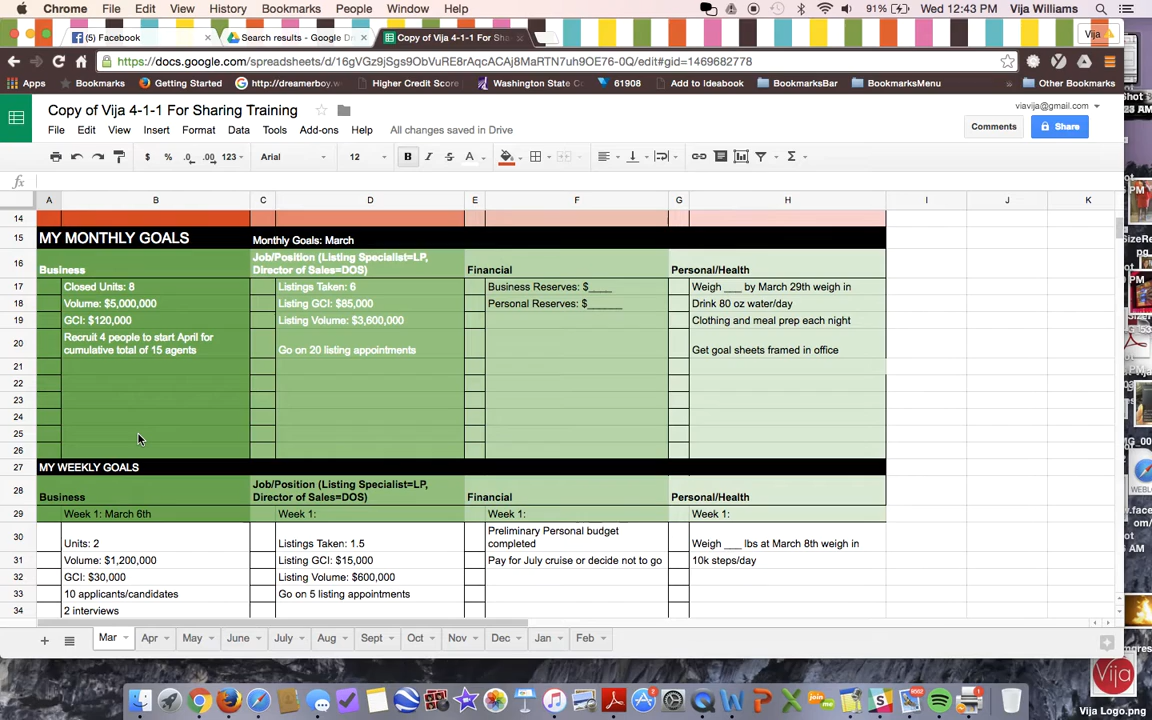 Chrome File Edit View History Bookmarks People Window Help 91% Wed 12:43 PM Vija Williams
(5) Facebook Search results - Google Dr Copy of Vija 4-1-1 For Sh Vija
https://docs.google.com/spreadsheets/d/16gVGz9jSgs9ObVuRE8rAqcACAj8MaRTN7uh9OE76-0Q/edit#gid=1469682778
Apps Bookmarks Getting Started http://dreamerboy.c Higher Credit Score Washington State Co 61908 Add to Ideabook BookmarksBar BookmarksMenu Other Bookmarks
Copy of Vija 4-1-1 For Sharing Training viavija@gmail.com
File Edit View Insert Format Data Tools Add-ons Help All changes saved in Drive Comments Share
$ % .0 .00 123 Arial 12 B I S A
fx
A B C D E F G H I J K
14
15 MY MONTHLY GOALS Monthly Goals: March
16 Business Job/Position (Listing Specialist=LP, Director of Sales=DOS) Financial Personal/Health
17 Closed Units: 8 Listings Taken: 6 Business Reserves: $____ Weigh ___ by March 29th weigh in
18 Volume: $5,000,000 Listing GCI: $85,000 Personal Reserves: $______ Drink 80 oz water/day
19 GCI: $120,000 Listing Volume: $3,600,000 Clothing and meal prep each night
20 Recruit 4 people to start April for cumulative total of 15 agents Go on 20 listing appointments Get goal sheets framed in office
21
22
23
24
25
26
27 MY WEEKLY GOALS
28 Business Job/Position (Listing Specialist=LP, Director of Sales=DOS) Financial Personal/Health
29 Week 1: March 6th Week 1: Week 1: Week 1:
30 Units: 2 Listings Taken: 1.5 Preliminary Personal budget completed Weigh ___ lbs at March 8th weigh in
31 Volume: $1,200,000 Listing GCI: $15,000 Pay for July cruise or decide not to go 10k steps/day
32 GCI: $30,000 Listing Volume: $600,000
33 10 applicants/candidates Go on 5 listing appointments
34 2 interviews
Mar Apr May June July Aug Sept Oct Nov Dec Jan Feb
Vija
Vija Logo.png